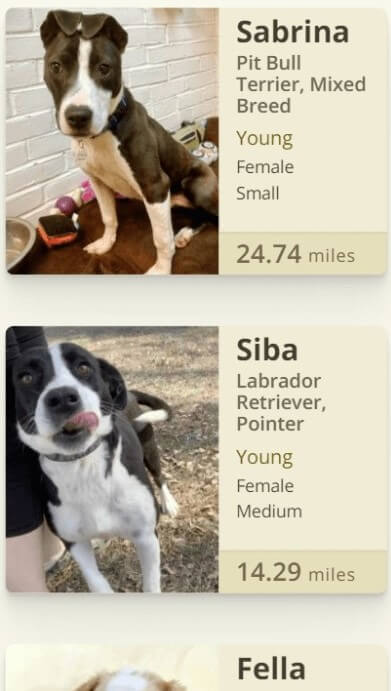 Sabrina
Pit Bull
Terrier, Mixed
Breed
Young
Female
Small
24.74 miles
Siba
Labrador
Retriever,
Pointer
Young
Female
Medium
14.29 miles
Fella